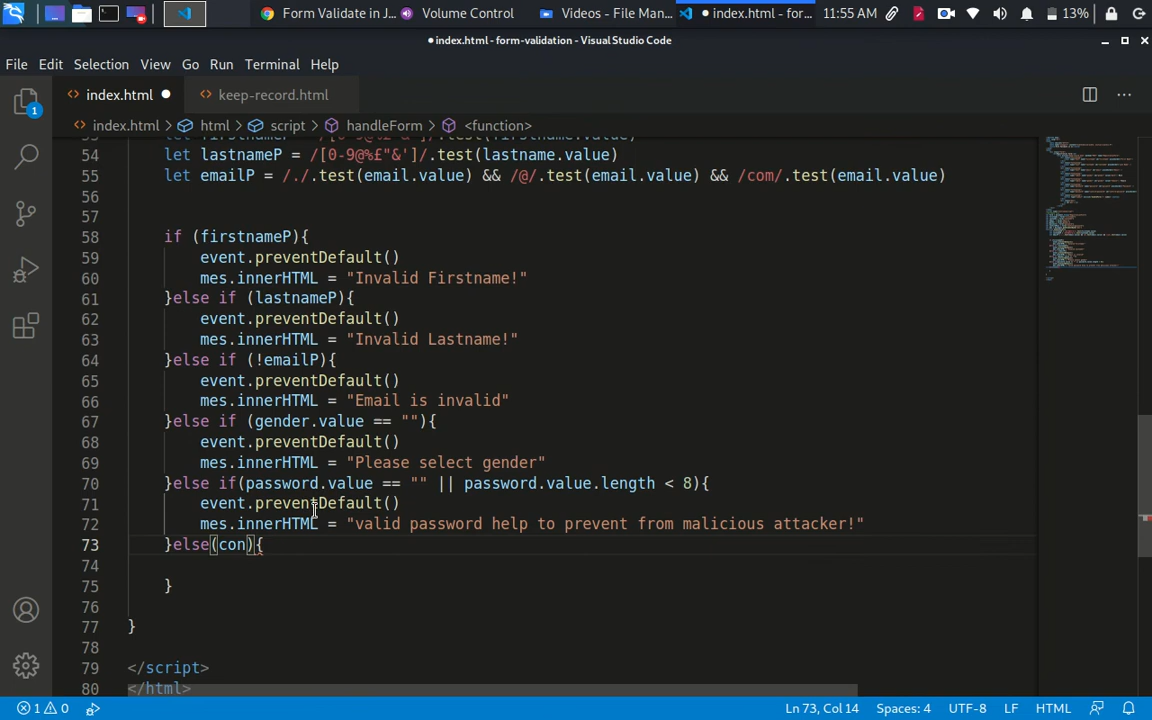 Form Validate in J... Volume Control Videos - File Man... index.html - for... 11:55 AM 13%
index.html - form-validation - Visual Studio Code
File Edit Selection View Go Run Terminal Help
index.html keep-record.html
index.html > html > script > handleForm > <function>
54 let lastnameP = /[0-9@%£"&']/.test(lastname.value)
55 let emailP = /./.test(email.value) && /@/.test(email.value) && /com/.test(email.value)
56
57
58 if (firstnameP){
59 event.preventDefault()
60 mes.innerHTML = "Invalid Firstname!"
61 }else if (lastnameP){
62 event.preventDefault()
63 mes.innerHTML = "Invalid Lastname!"
64 }else if (!emailP){
65 event.preventDefault()
66 mes.innerHTML = "Email is invalid"
67 }else if (gender.value == ""){
68 event.preventDefault()
69 mes.innerHTML = "Please select gender"
70 }else if(password.value == "" || password.value.length < 8){
71 event.preventDefault()
72 mes.innerHTML = "valid password help to prevent from malicious attacker!"
73 }else(con){
74
75 }
76
77 }
78
79 </script>
80 </html>
1 0 Ln 73, Col 14 Spaces: 4 UTF-8 LF HTML